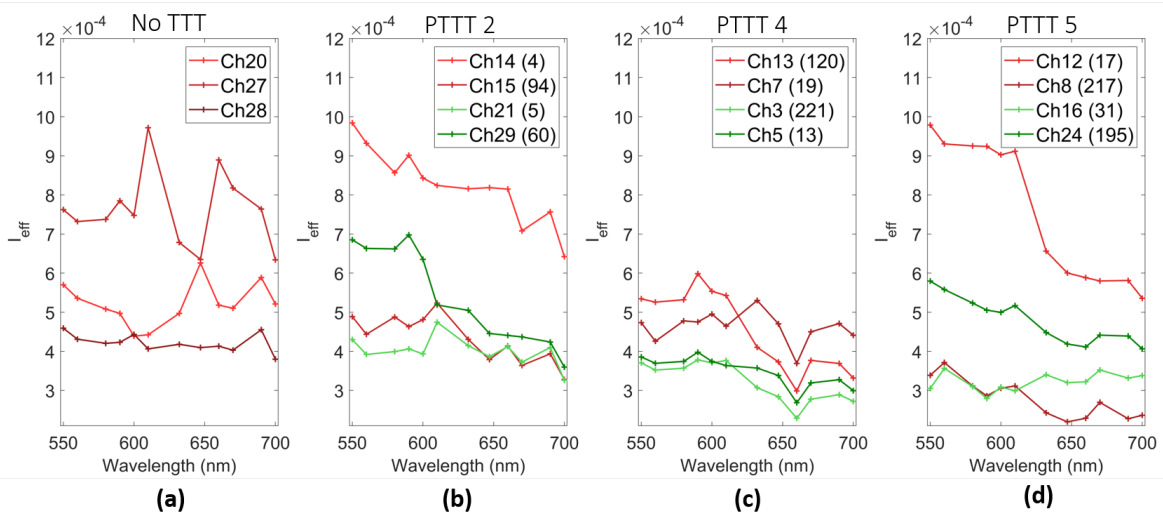 No TTT
×10⁻⁴
12
11
10
9
8
7
6
5
4
3
I_eff
Ch20
Ch27
Ch28
550 600 650 700
Wavelength (nm)
(a)
PTTT 2
×10⁻⁴
12
11
10
9
8
7
6
5
4
3
I_eff
Ch14 (4)
Ch15 (94)
Ch21 (5)
Ch29 (60)
550 600 650 700
Wavelength (nm)
(b)
PTTT 4
×10⁻⁴
12
11
10
9
8
7
6
5
4
3
I_eff
Ch13 (120)
Ch7 (19)
Ch3 (221)
Ch5 (13)
550 600 650 700
Wavelength (nm)
(c)
PTTT 5
×10⁻⁴
12
11
10
9
8
7
6
5
4
3
I_eff
Ch12 (17)
Ch8 (217)
Ch16 (31)
Ch24 (195)
550 600 650 700
Wavelength (nm)
(d)